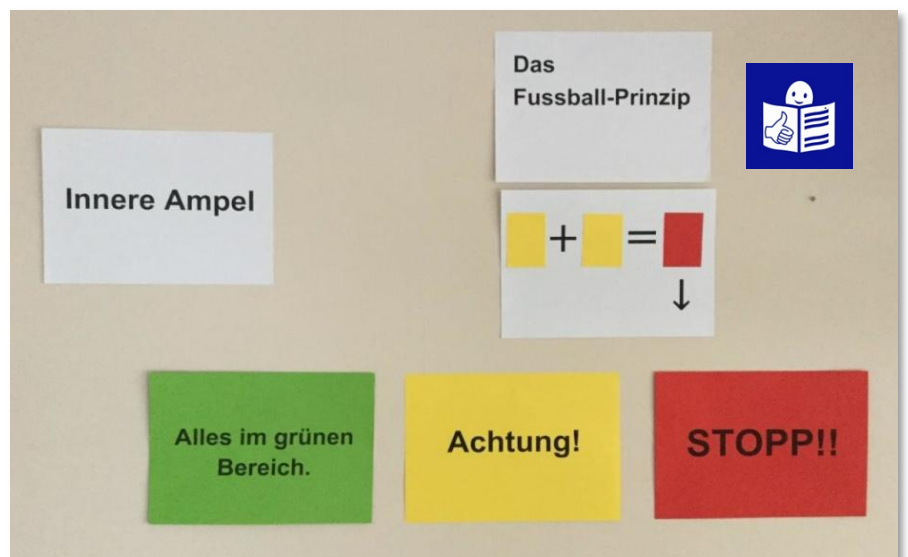 Das
Fussball-Prinzip
Innere Ampel
+ =
↓
Alles im grünen
Bereich.
Achtung!
STOPP!!